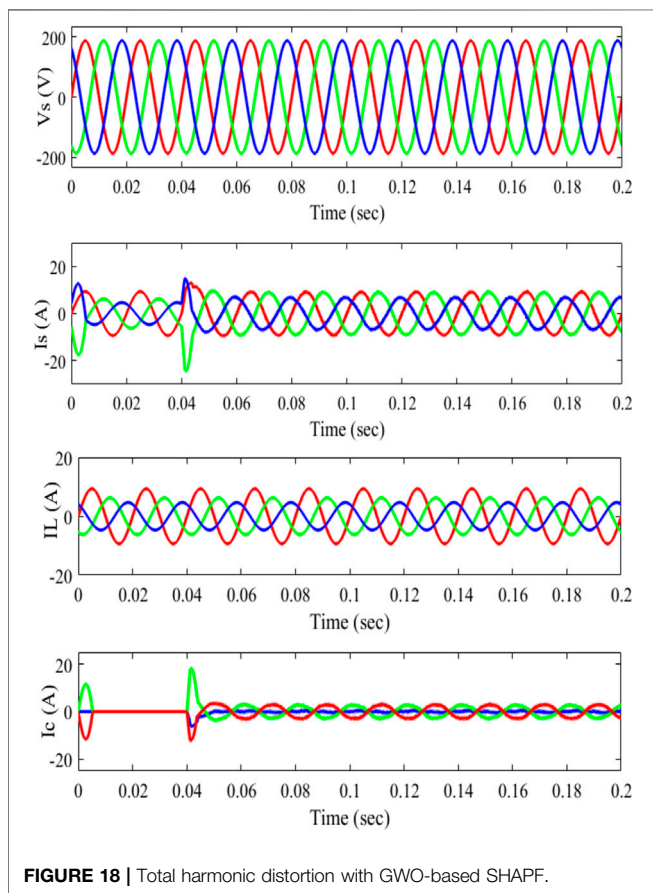 Vs (V)
200
0
-200
0 0.02 0.04 0.06 0.08 0.1 0.12 0.14 0.16 0.18 0.2
Time (sec)
Is (A)
20
0
-20
0 0.02 0.04 0.06 0.08 0.1 0.12 0.14 0.16 0.18 0.2
Time (sec)
IL (A)
20
0
-20
0 0.02 0.04 0.06 0.08 0.1 0.12 0.14 0.16 0.18 0.2
Time (sec)
Ic (A)
20
0
-20
0 0.02 0.04 0.06 0.08 0.1 0.12 0.14 0.16 0.18 0.2
Time (sec)
FIGURE 18 | Total harmonic distortion with GWO-based SHAPF.